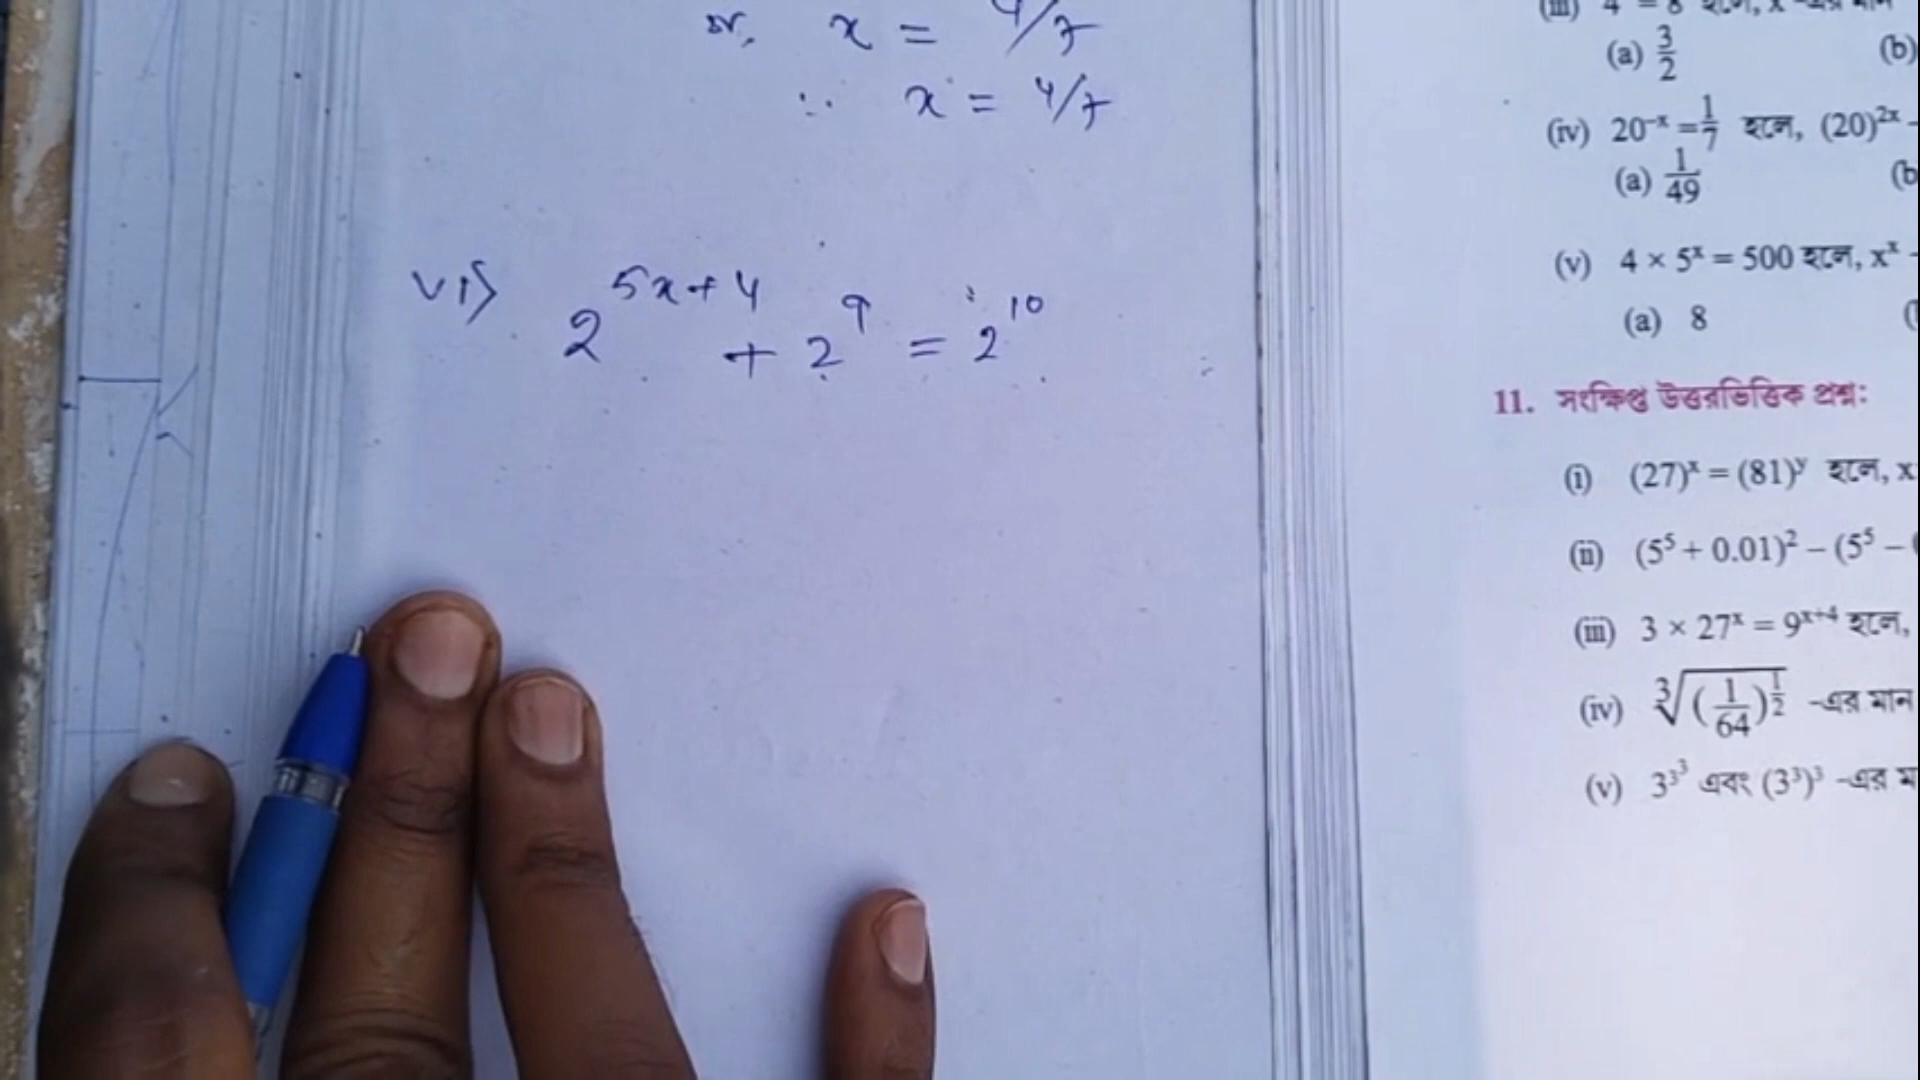 or, x = 4/7
∴ x = 4/7
vi) 2^{5x+4} + 2^9 = 2^{10}
(a) 3/2 (b)
(iv) 20^{-x} = 1/7 হলে, (20)^{2x}
(a) 1/49 (b
(v) 4 × 5^x = 500 হলে, x^x
(a) 8
11. সংক্ষিপ্ত উত্তরভিত্তিক প্রশ্ন:
(i) (27)^x = (81)^y হলে, x
(ii) (5^5 + 0.01)^2 – (5^5 –
(iii) 3 × 27^x = 9^{x+4} হলে,
(iv) ∛(1/64)^{1/2} -এর মান
(v) 3^{3^3} এবং (3^3)^3 -এর ম